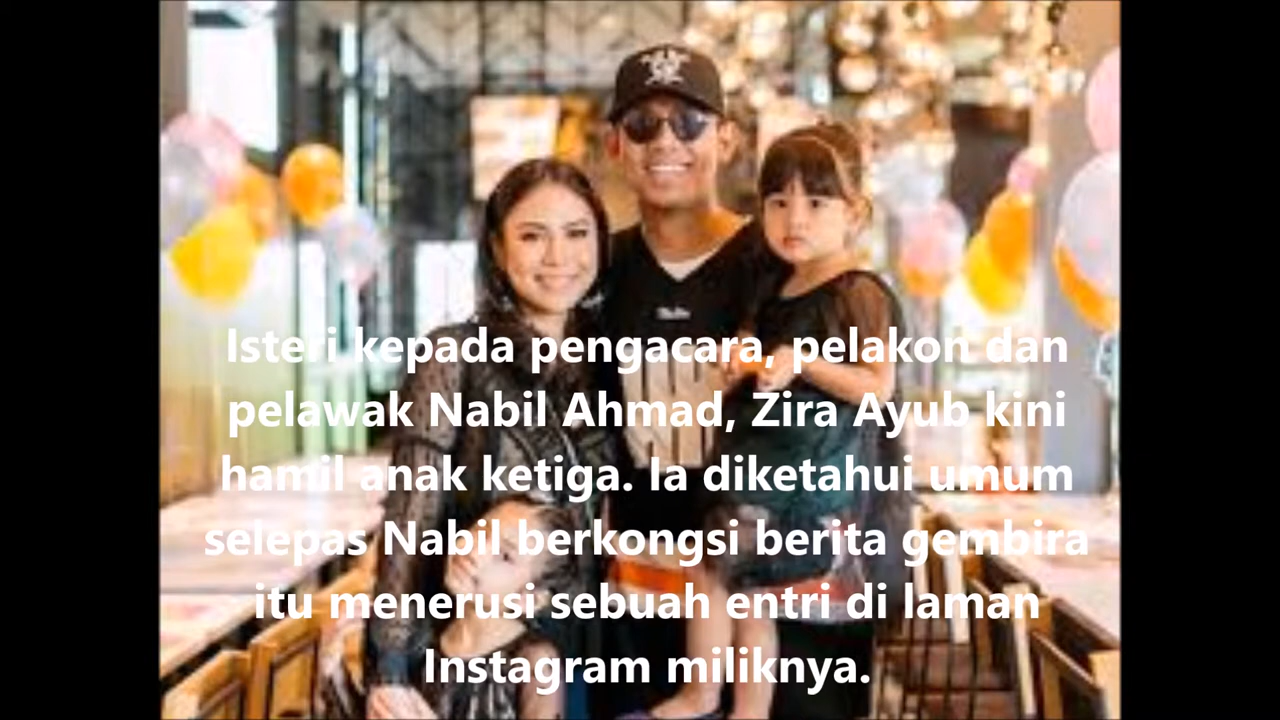 Isteri kepada pengacara, pelakon dan
pelawak Nabil Ahmad, Zira Ayub kini
hamil anak ketiga. Ia diketahui umum
selepas Nabil berkongsi berita gembira
itu menerusi sebuah entri di laman
Instagram miliknya.